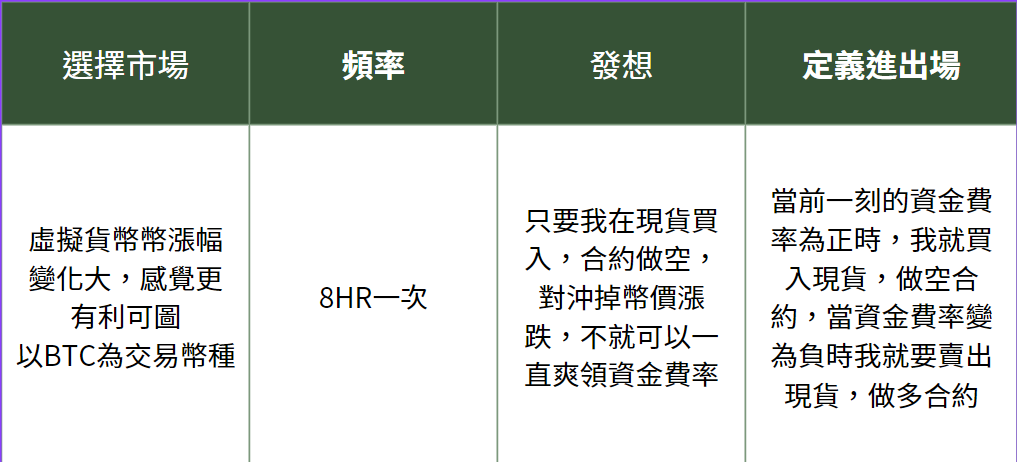 選擇市場
頻率
發想
定義進出場
虛擬貨幣幣漲幅
變化大，感覺更
有利可圖
以BTC為交易幣種
8HR一次
只要我在現貨買
入，合約做空，
對沖掉幣價漲
跌，不就可以一
直爽領資金費率
當前一刻的資金費
率為正時，我就買
入現貨，做空合
約，當資金費率變
為負時我就要賣出
現貨，做多合約